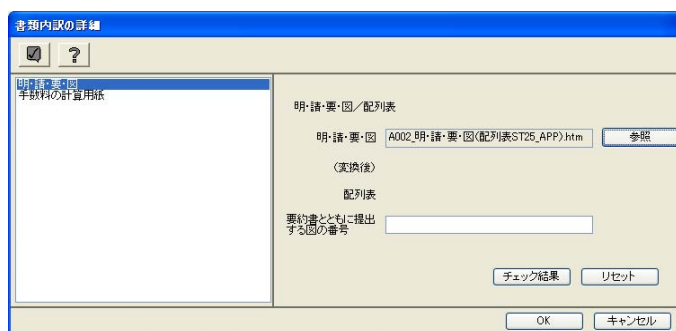 書類内訳の詳細
?
明・請・要・図
手数料の計算用紙
明・請・要・図／配列表
明・請・要・図 A002_明・請・要・図(配列表ST25_APP).htm 参照
(変換後)
配列表
要約書とともに提出
する図の番号
チェック結果 リセット
OK キャンセル